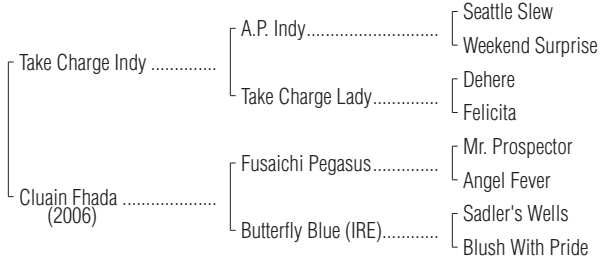 Seattle Slew
A.P. Indy..............................
Weekend Surprise
Take Charge Indy ...............
Dehere
Take Charge Lady...............
Felicita
Mr. Prospector
Fusaichi Pegasus...............
Angel Fever
Cluain Fhada .....................
(2006)
Sadler's Wells
Butterfly Blue (IRE).............
Blush With Pride